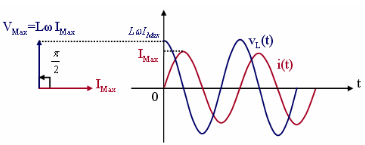 V_Max=Lω I_Max
LωI_Max
v_L(t)
I_Max
i(t)
π/2
I_Max
0
t